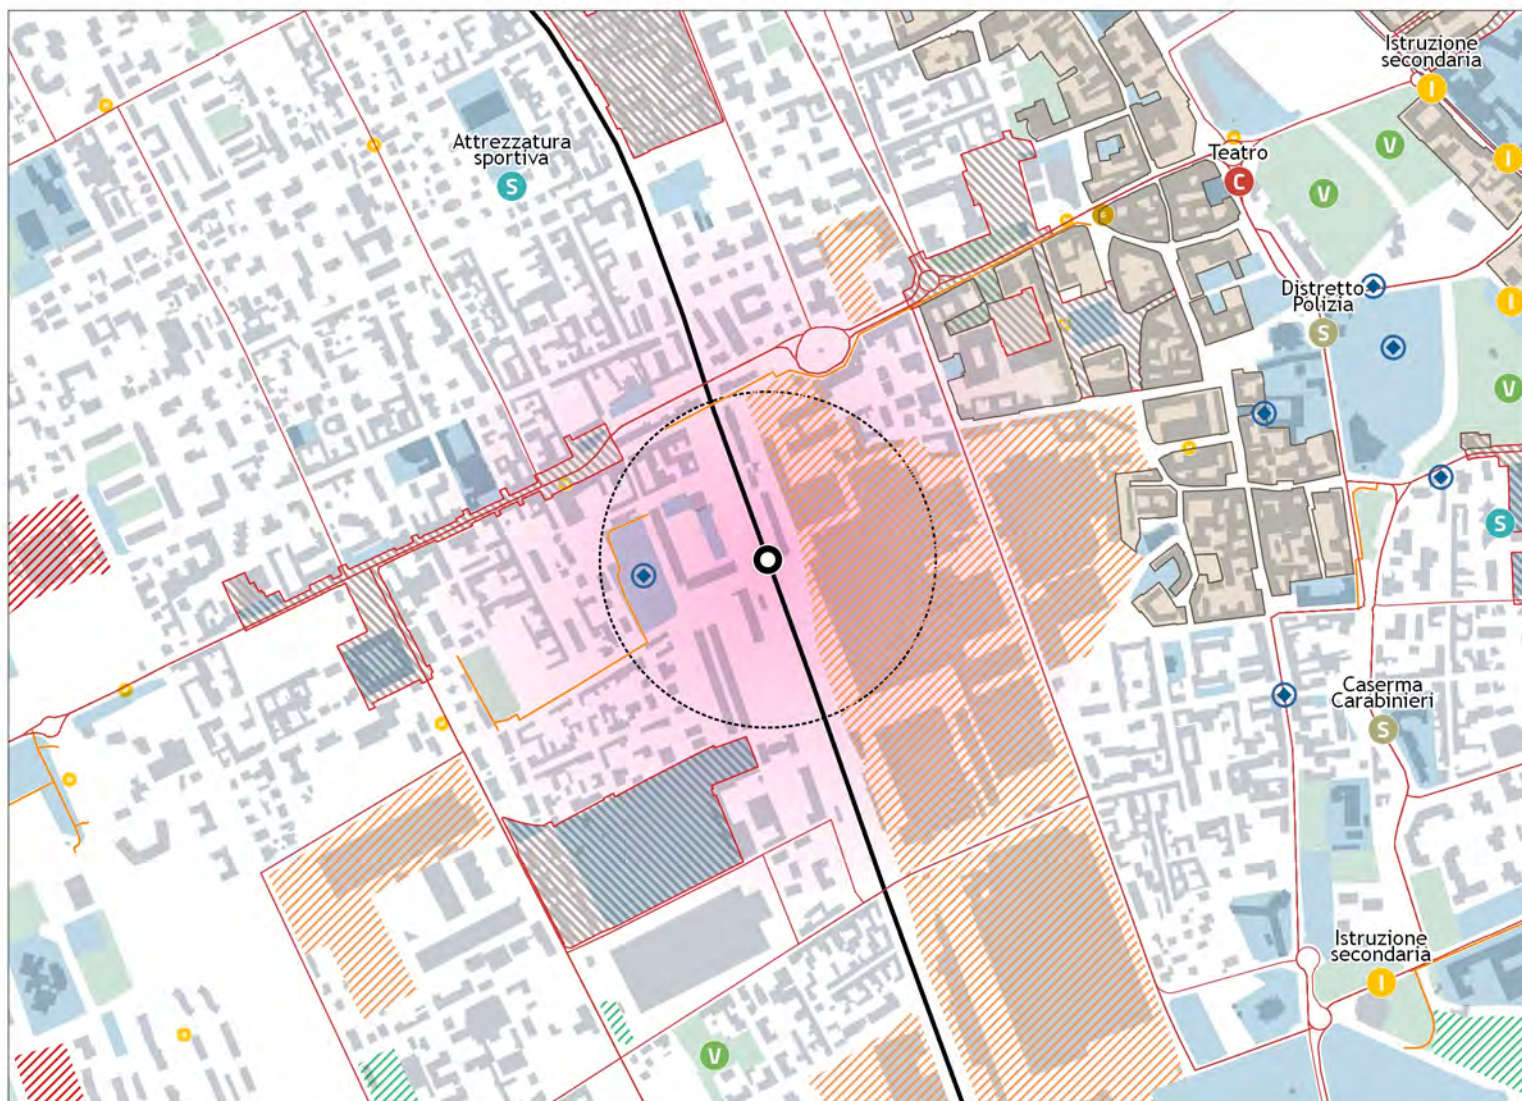 Istruzione
secondaria
I
Attrezzatura
sportiva
S
V
Teatro
C
I
V
Distretto
Polizia
S
I
V
S
Caserma
Carabinieri
S
Istruzione
secondaria
I
V